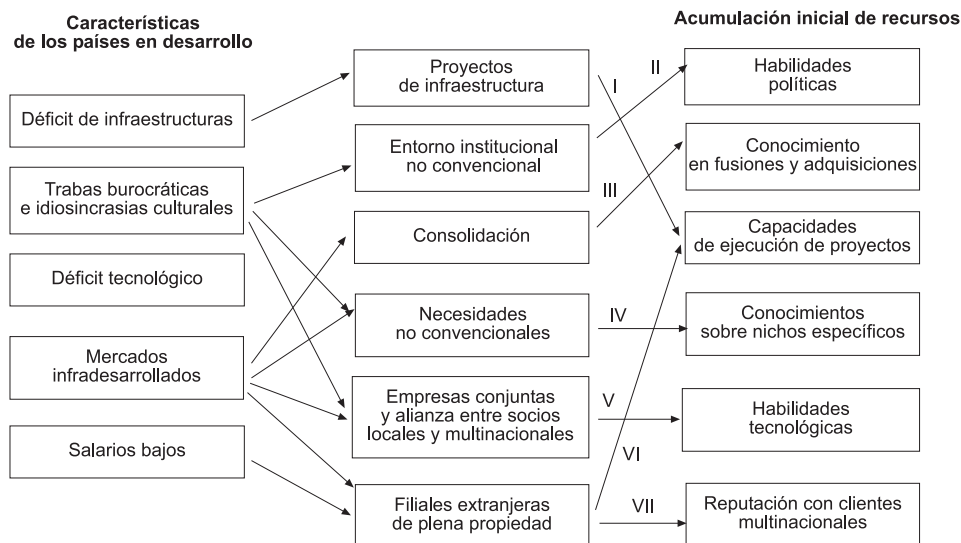 Características
de los países en desarrollo
Déficit de infraestructuras
Trabas burocráticas
e idiosincrasias culturales
Déficit tecnológico
Mercados
infradesarrollados
Salarios bajos
Proyectos
de infraestructura
Entorno institucional
no convencional
Consolidación
Necesidades
no convencionales
Empresas conjuntas
y alianza entre socios
locales y multinacionales
Filiales extranjeras
de plena propiedad
I
II
III
IV
V
VI
VII
Acumulación inicial de recursos
Habilidades
políticas
Conocimiento
en fusiones y adquisiciones
Capacidades
de ejecución de proyectos
Conocimientos
sobre nichos específicos
Habilidades
tecnológicas
Reputación con clientes
multinacionales